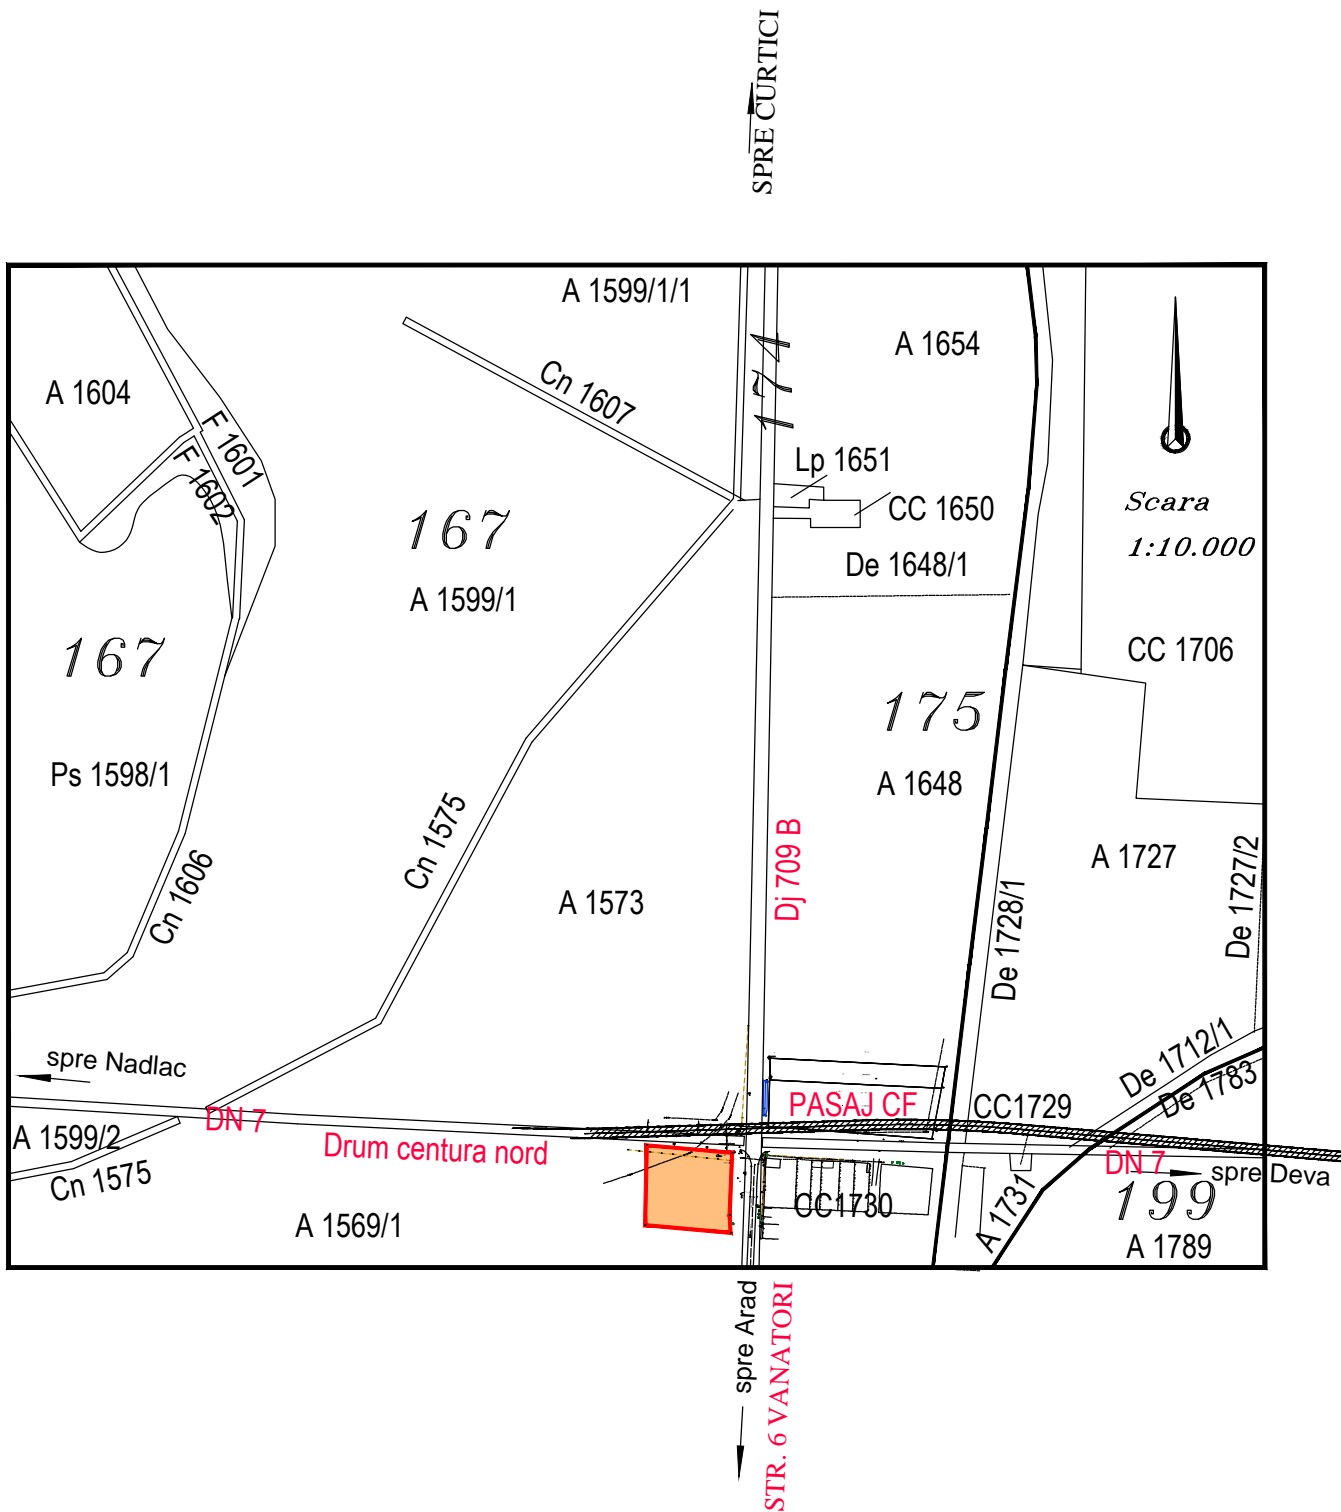 SPRE CURTICI
A 1599/1/1
A 1654
A 1604
Cn 1607
F 1601
F 1602
Lp 1651
CC 1650
Scara
1:10.000
167
A 1599/1
De 1648/1
167
CC 1706
175
Ps 1598/1
A 1648
Cn 1575
Dj 709 B
A 1727
De 1727/2
Cn 1606
A 1573
De 1728/1
spre Nadlac
De 1712/1
De 1783
PASAJ CF
CC1729
DN 7
A 1599/2
Drum centura nord
DN 7
spre Deva
Cn 1575
CC1730
A 1731
199
A 1569/1
A 1789
spre Arad
STR. 6 VANATORI